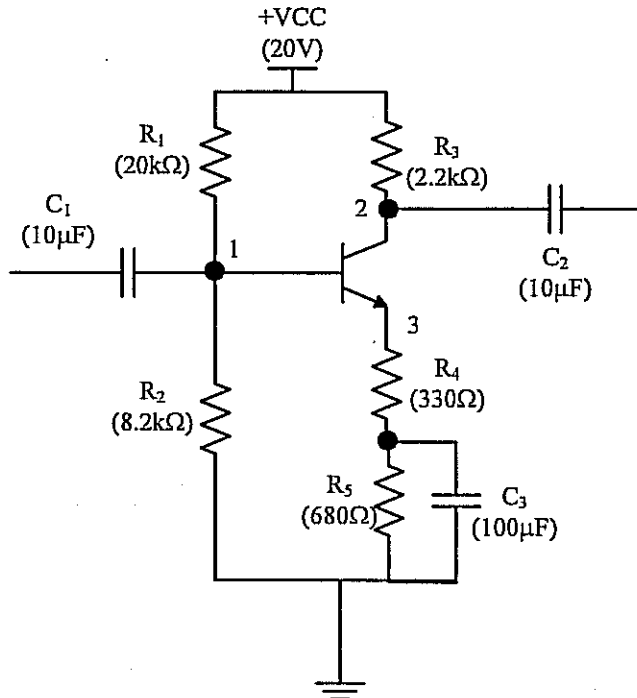 +VCC
(20V)
R₁
(20kΩ)
R₃
(2.2kΩ)
C₁
(10μF)
1
2
C₂
(10μF)
3
R₄
(330Ω)
R₂
(8.2kΩ)
R₅
(680Ω)
C₃
(100μF)